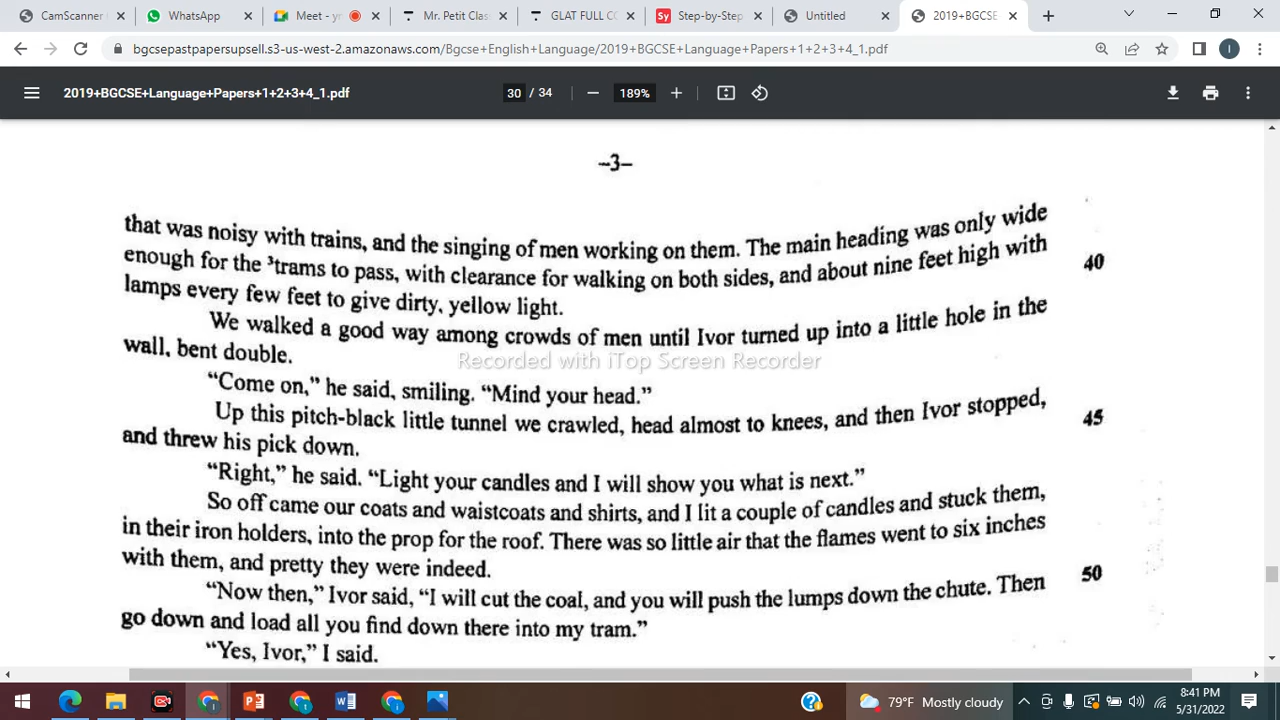 CamScanner
WhatsApp
Meet - yn
Mr. Petit Clas
GLAT FULL CO
Step-by-Step
Untitled
2019+BGCSE
bgcsepastpapersupsell.s3-us-west-2.amazonaws.com/Bgcse+English+Language/2019+BGCSE+Language+Papers+1+2+3+4_1.pdf
2019+BGCSE+Language+Papers+1+2+3+4_1.pdf
30 / 34
189%
–3–
that was noisy with trains, and the singing of men working on them. The main heading was only wide
enough for the ³trams to pass, with clearance for walking on both sides, and about nine feet high with 40
lamps every few feet to give dirty, yellow light.
We walked a good way among crowds of men until Ivor turned up into a little hole in the
wall, bent double.
Recorded with iTop Screen Recorder
“Come on,” he said, smiling. “Mind your head.”
Up this pitch-black little tunnel we crawled, head almost to knees, and then Ivor stopped, 45
and threw his pick down.
“Right,” he said. “Light your candles and I will show you what is next.”
So off came our coats and waistcoats and shirts, and I lit a couple of candles and stuck them,
in their iron holders, into the prop for the roof. There was so little air that the flames went to six inches
with them, and pretty they were indeed. 50
“Now then,” Ivor said, “I will cut the coal, and you will push the lumps down the chute. Then
go down and load all you find down there into my tram.”
“Yes, Ivor,” I said.
79°F Mostly cloudy
8:41 PM
5/31/2022